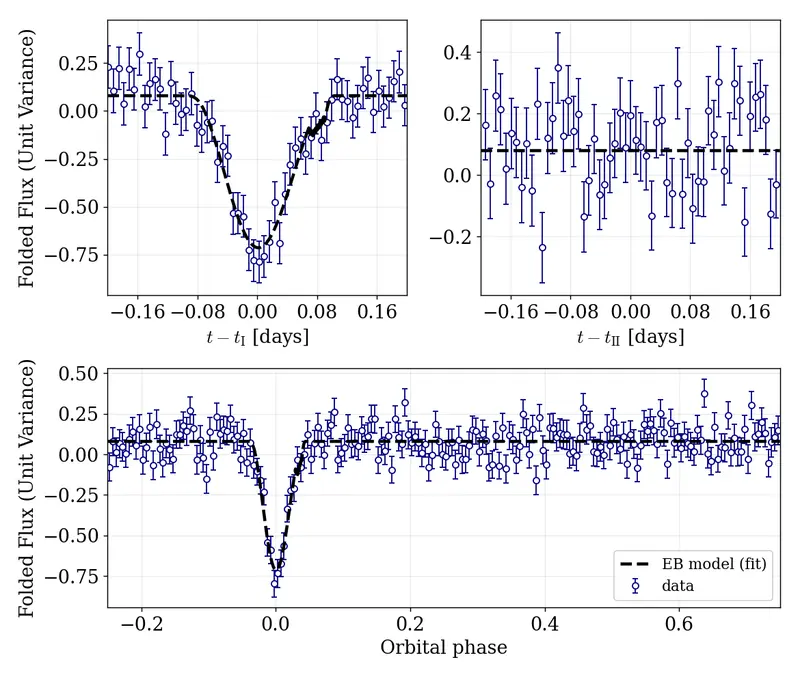 Folded Flux (Unit Variance)
0.25
0.00
−0.25
−0.50
−0.75
−0.16 −0.08 0.00 0.08 0.16
t − tI [days]
0.4
0.2
0.0
−0.2
−0.16 −0.08 0.00 0.08 0.16
t − tII [days]
Folded Flux (Unit Variance)
0.50
0.25
0.00
−0.25
−0.50
−0.75
−0.2 0.0 0.2 0.4 0.6
Orbital phase
EB model (fit)
data